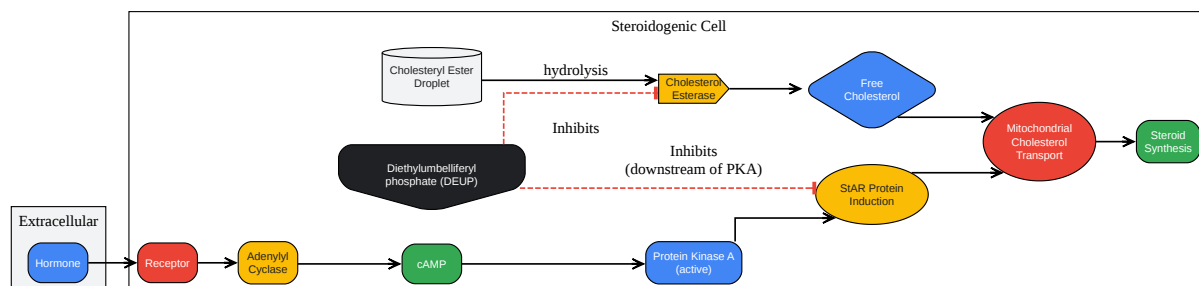 Steroidogenic Cell
Cholesteryl Ester
Droplet
hydrolysis
Cholesterol
Esterase
Free
Cholesterol
Mitochondrial
Cholesterol
Transport
Steroid
Synthesis
Inhibits
Diethylumbelliferyl
phosphate (DEUP)
Inhibits
(downstream of PKA)
StAR Protein
Induction
Extracellular
Hormone
Receptor
Adenylyl
Cyclase
cAMP
Protein Kinase A
(active)